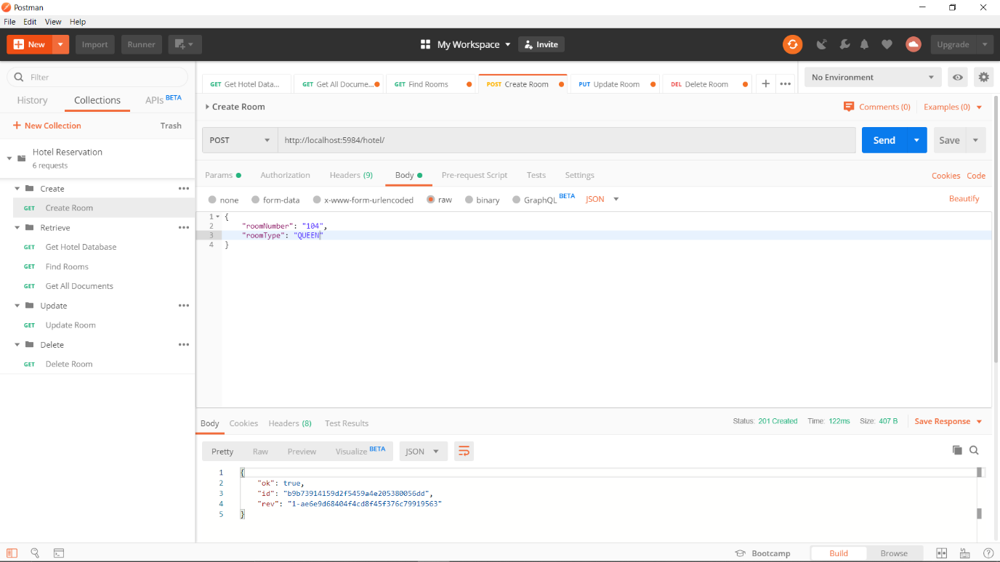 Postman
File Edit View Help
New Import Runner My Workspace Invite Upgrade
Filter
History Collections APIs BETA
New Collection Trash
Hotel Reservation
6 requests
Create
GET Create Room
Retrieve
GET Get Hotel Database
GET Find Rooms
GET Get All Documents
Update
GET Update Room
Delete
GET Delete Room
GET Get Hotel Data... GET Get All Docume... GET Find Rooms POST Create Room PUT Update Room DEL Delete Room No Environment
Create Room Comments (0) Examples (0)
POST http://localhost:5984/hotel/ Send Save
Params Authorization Headers (9) Body Pre-request Script Tests Settings Cookies Code
none form-data x-www-form-urlencoded raw binary GraphQL BETA JSON Beautify
1 {
2 "roomNumber": "104",
3 "roomType": "QUEEN"
4 }
Body Cookies Headers (8) Test Results Status: 201 Created Time: 122ms Size: 407 B Save Response
Pretty Raw Preview Visualize BETA JSON
1 {
2 "ok": true,
3 "id": "b9b73914159d2f5459a4e205380056dd",
4 "rev": "1-ae6e9d68404f4cd8f45f376c79919563"
5 }
Bootcamp Build Browse